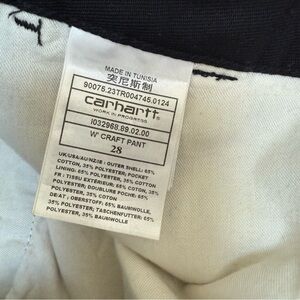 MADE IN TUNISIA
突尼斯制
90075.23TR004745.0124
carhartt
WORK IN PROGRESS
I032968.89.02.00
W' CRAFT PANT
28
UK/USA/AU/NZ/IE : OUTER SHELL: 65%
COTTON, 35% POLYESTER; POCKET
LINING: 65% POLYESTER, 35% COTTON
FR : TISSU EXTÉRIEUR: 65% COTON, 35%
POLYESTER; DOUBLURE POCHE: 65%
POLYESTER, 35% COTON
DE/AT: OBERSTOFF: 65% BAUMWOLLE,
35% POLYESTER; TASCHENFUTTER: 65%
POLYESTER, 35% BAUMWOLLE